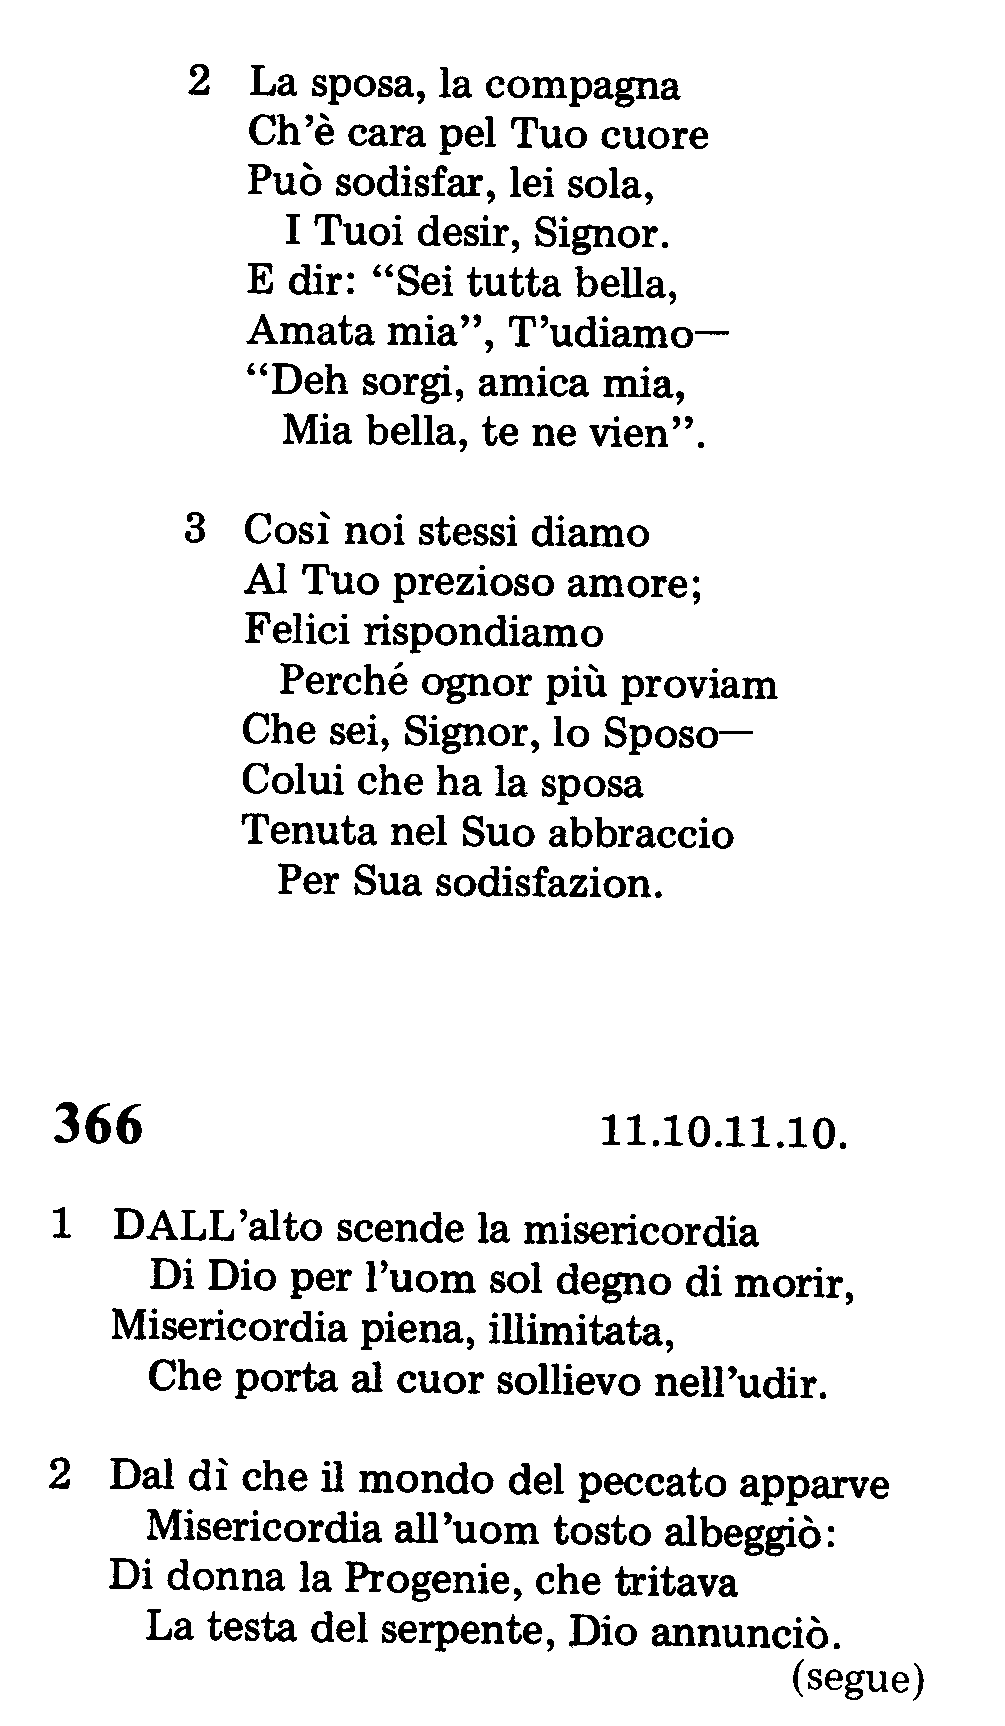 2 La sposa, la compagna
Ch'è cara pel Tuo cuore
Può sodisfar, lei sola,
I Tuoi desir, Signor.
E dir: “Sei tutta bella,
Amata mia”, T'udiamo—
“Deh sorgi, amica mia,
Mia bella, te ne vien”.
3 Così noi stessi diamo
Al Tuo prezioso amore;
Felici rispondiamo
Perché ognor più proviam
Che sei, Signor, lo Sposo—
Colui che ha la sposa
Tenuta nel Suo abbraccio
Per Sua sodisfazion.
366 11.10.11.10.
1 DALL'alto scende la misericordia
Di Dio per l'uom sol degno di morir,
Misericordia piena, illimitata,
Che porta al cuor sollievo nell'udir.
2 Dal dì che il mondo del peccato apparve
Misericordia all'uom tosto albeggiò:
Di donna la Progenie, che tritava
La testa del serpente, Dio annunciò.
(segue)